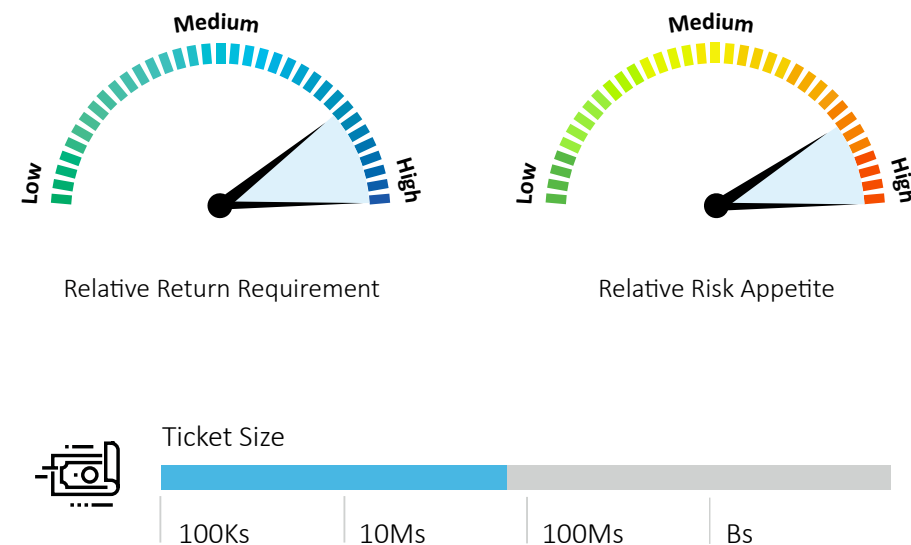 Medium
Low
High
Relative Return Requirement
Medium
Low
High
Relative Risk Appetite
Ticket Size
100Ks
10Ms
100Ms
Bs